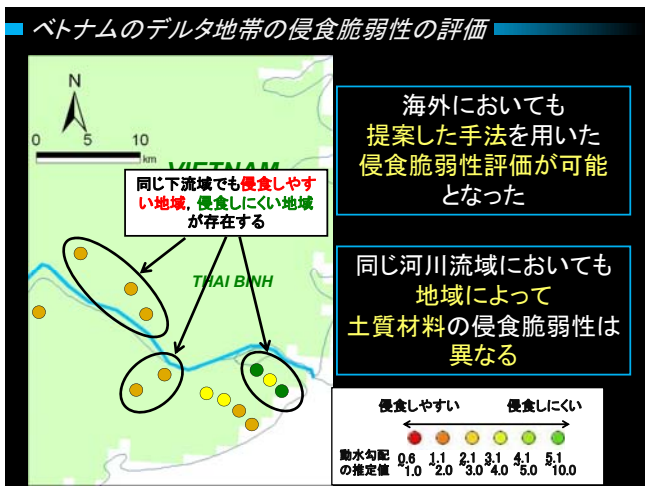 ベトナムのデルタ地帯の侵食脆弱性の評価
N
0 5 10
km
VIETNAM
同じ下流域でも侵食しやす
い地域，侵食しにくい地域
が存在する
THAI BINH
海外においても
提案した手法を用いた
侵食脆弱性評価が可能
となった
同じ河川流域においても
地域によって
土質材料の侵食脆弱性は
異なる
侵食しやすい 侵食しにくい
動水勾配
の推定値
0.6 1.1 2.1 3.1 4.1 5.1
~1.0 ~2.0 ~3.0 ~4.0 ~5.0 ~10.0